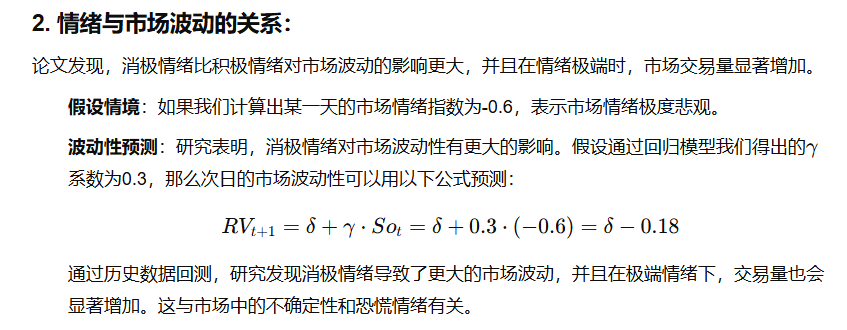 2. 情绪与市场波动的关系：
论文发现，消极情绪比积极情绪对市场波动的影响更大，并且在情绪极端时，市场交易量显著增加。
假设情境：如果我们计算出某一天的市场情绪指数为-0.6，表示市场情绪极度悲观。
波动性预测：研究表明，消极情绪对市场波动性有更大的影响。假设通过回归模型我们得出的γ
系数为0.3，那么次日的市场波动性可以用以下公式预测：
RV_{t+1} = δ + γ · So_t = δ + 0.3 · (−0.6) = δ − 0.18
通过历史数据回测，研究发现消极情绪导致了更大的市场波动，并且在极端情绪下，交易量也会
显著增加。这与市场中的不确定性和恐慌情绪有关。